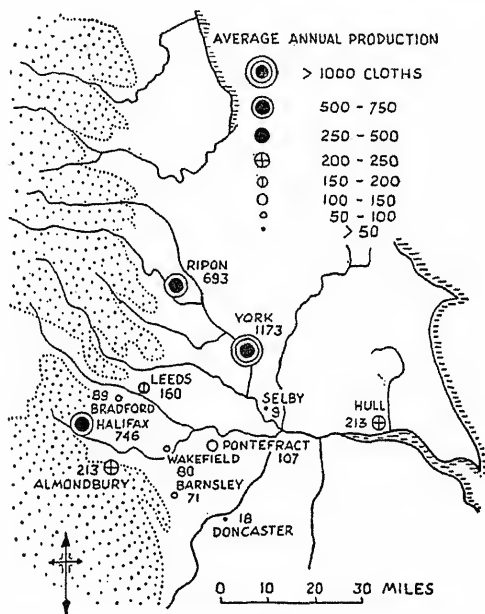 AVERAGE ANNUAL PRODUCTION
> 1000 CLOTHS
500 - 750
250 - 500
200 - 250
150 - 200
100 - 150
50 - 100
> 50
RIPON
693
YORK
1173
LEEDS
160
89
BRADFORD
HALIFAX
746
SELBY
9
HULL
213
PONTEFRACT
107
WAKEFIELD
80
213
ALMONDBURY
BARNSLEY
71
18
DONCASTER
0 10 20 30 MILES